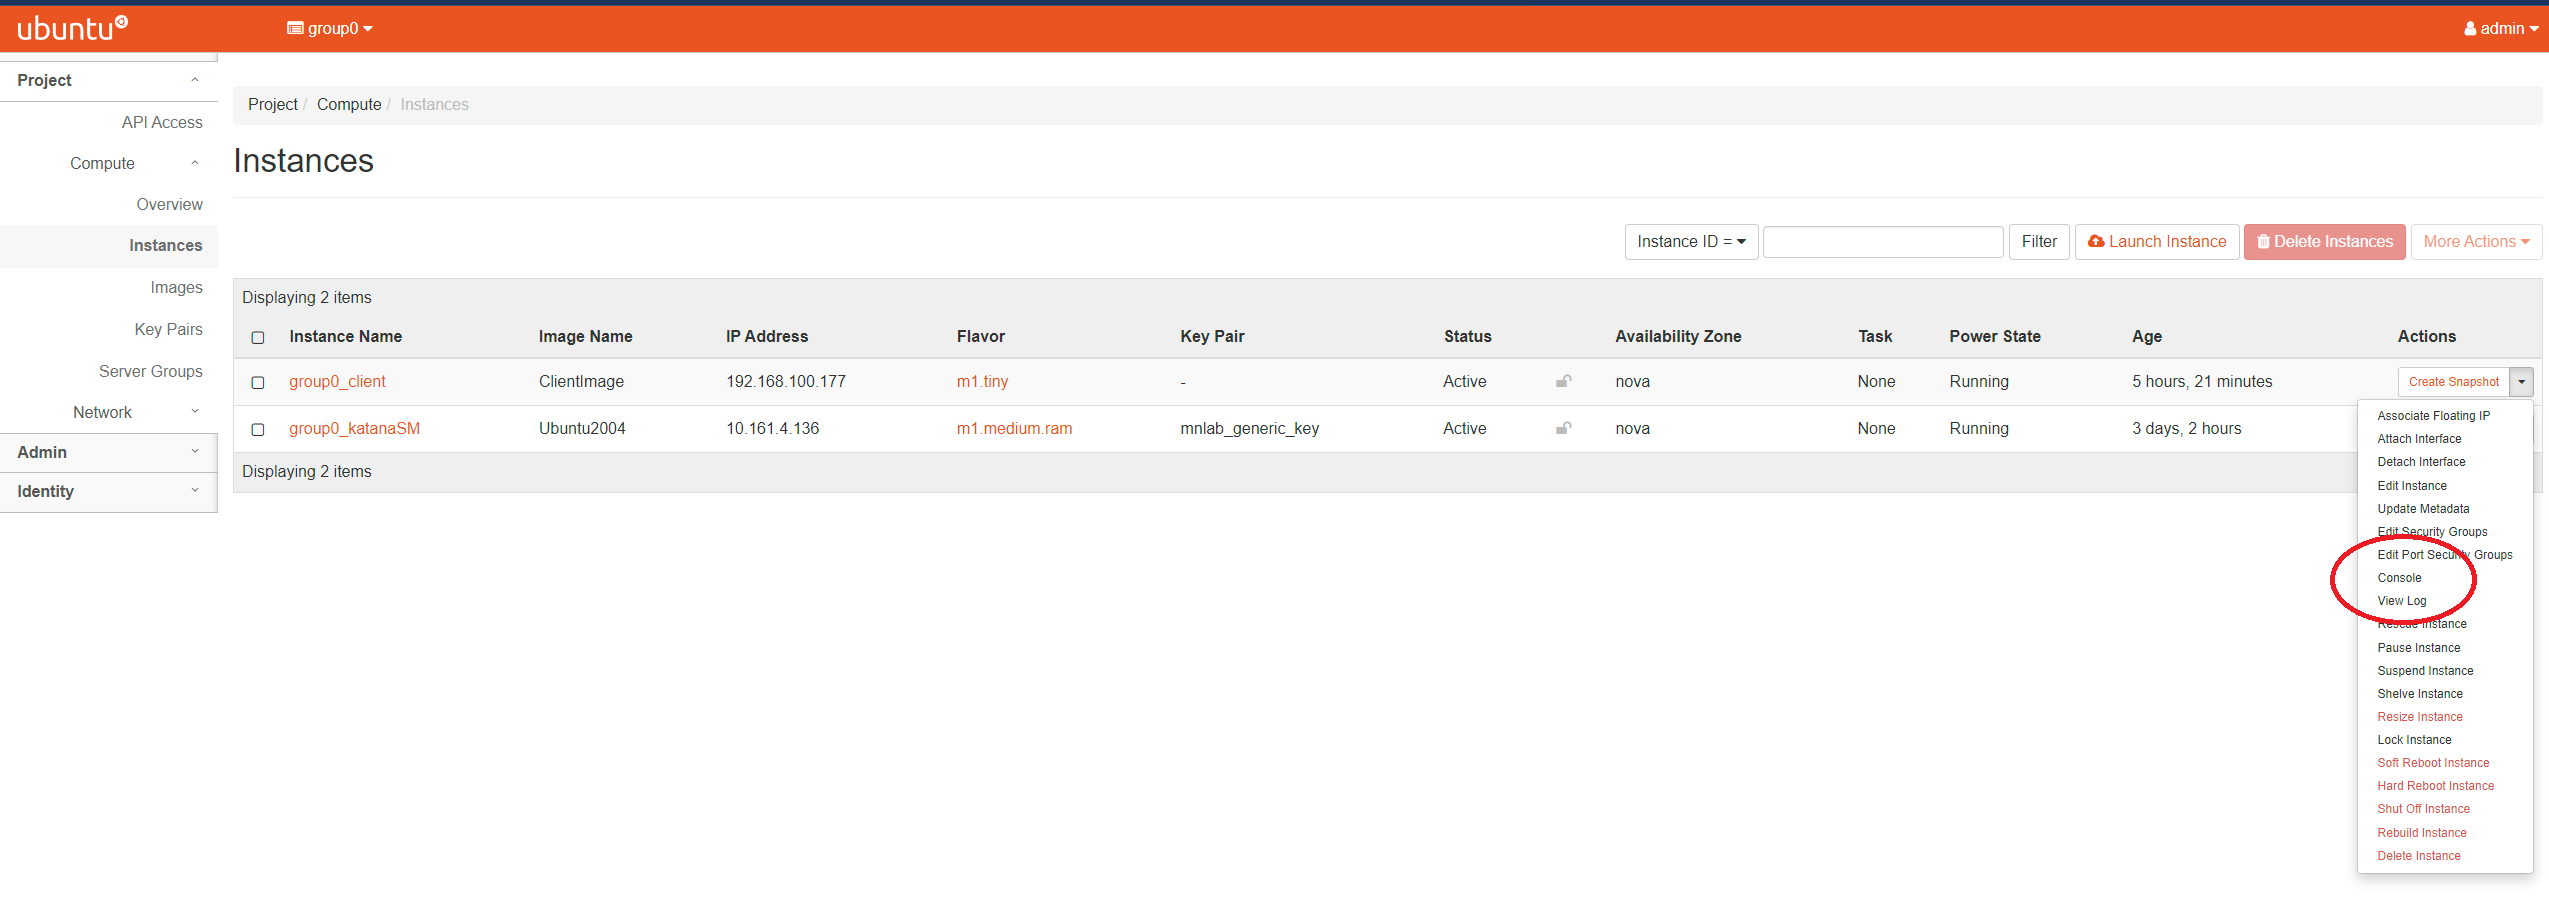 ubuntu group0 admin
Project
API Access
Compute
Overview
Instances
Images
Key Pairs
Server Groups
Network
Admin
Identity
Project / Compute / Instances
Instances
Instance ID = Filter Launch Instance Delete Instances More Actions
Displaying 2 items
Instance Name Image Name IP Address Flavor Key Pair Status Availability Zone Task Power State Age Actions
group0_client ClientImage 192.168.100.177 m1.tiny - Active nova None Running 5 hours, 21 minutes Create Snapshot
group0_katanaSM Ubuntu2004 10.161.4.136 m1.medium.ram mnlab_generic_key Active nova None Running 3 days, 2 hours
Displaying 2 items
Associate Floating IP
Attach Interface
Detach Interface
Edit Instance
Update Metadata
Edit Security Groups
Edit Port Security Groups
Console
View Log
Rescue Instance
Pause Instance
Suspend Instance
Shelve Instance
Resize Instance
Lock Instance
Soft Reboot Instance
Hard Reboot Instance
Shut Off Instance
Rebuild Instance
Delete Instance